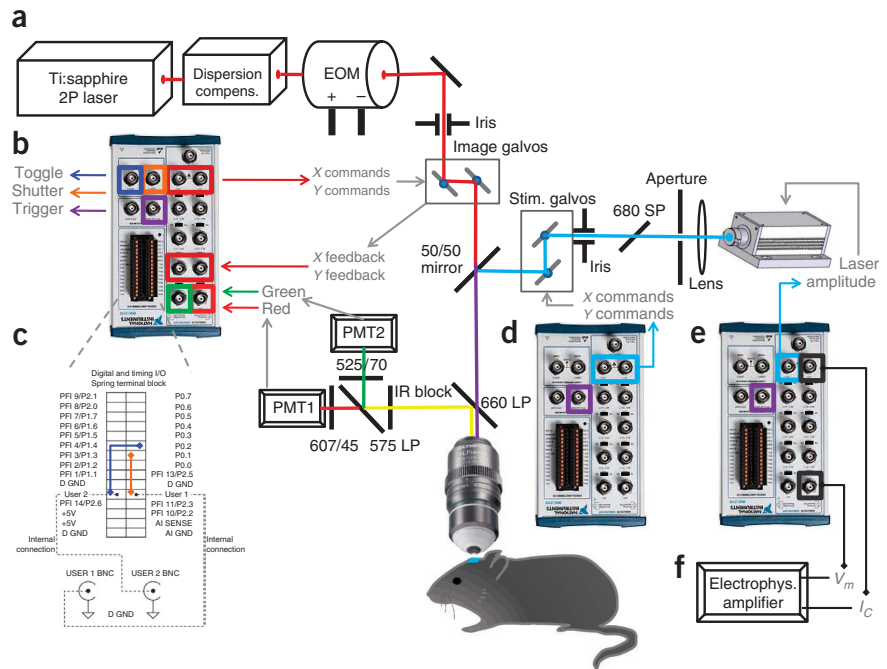 a
Ti:sapphire
2P laser
Dispersion
compens.
EOM
+ −
Iris
Image galvos
b
Toggle
Shutter
Trigger
X commands
Y commands
X feedback
Y feedback
Green
Red
Stim. galvos
Iris
680 SP
Aperture
Lens
Laser
amplitude
50/50
mirror
X commands
Y commands
NATIONAL
INSTRUMENTS
c
Digital and timing I/O
Spring terminal block
PFI 9/P2.1 P0.7
PFI 8/P2.0 P0.6
PFI 7/P1.7 P0.5
PFI 6/P1.6 P0.4
PFI 5/P1.5 P0.3
PFI 4/P1.4 P0.2
PFI 3/P1.3 P0.1
PFI 2/P1.2 P0.0
PFI 1/P1.1 PFI 13/P2.5
D GND D GND
User 2 User 1
PFI 14/P2.6 PFI 11/P2.3
+5V PFI 10/P2.2
+5V AI SENSE
D GND AI GND
Internal
connection
Internal
connection
USER 1 BNC USER 2 BNC
D GND
PMT2
525/70
PMT1
607/45
575 LP
IR block
660 LP
d
NATIONAL
INSTRUMENTS
e
NATIONAL
INSTRUMENTS
f
Electrophys.
amplifier
Vm
IC